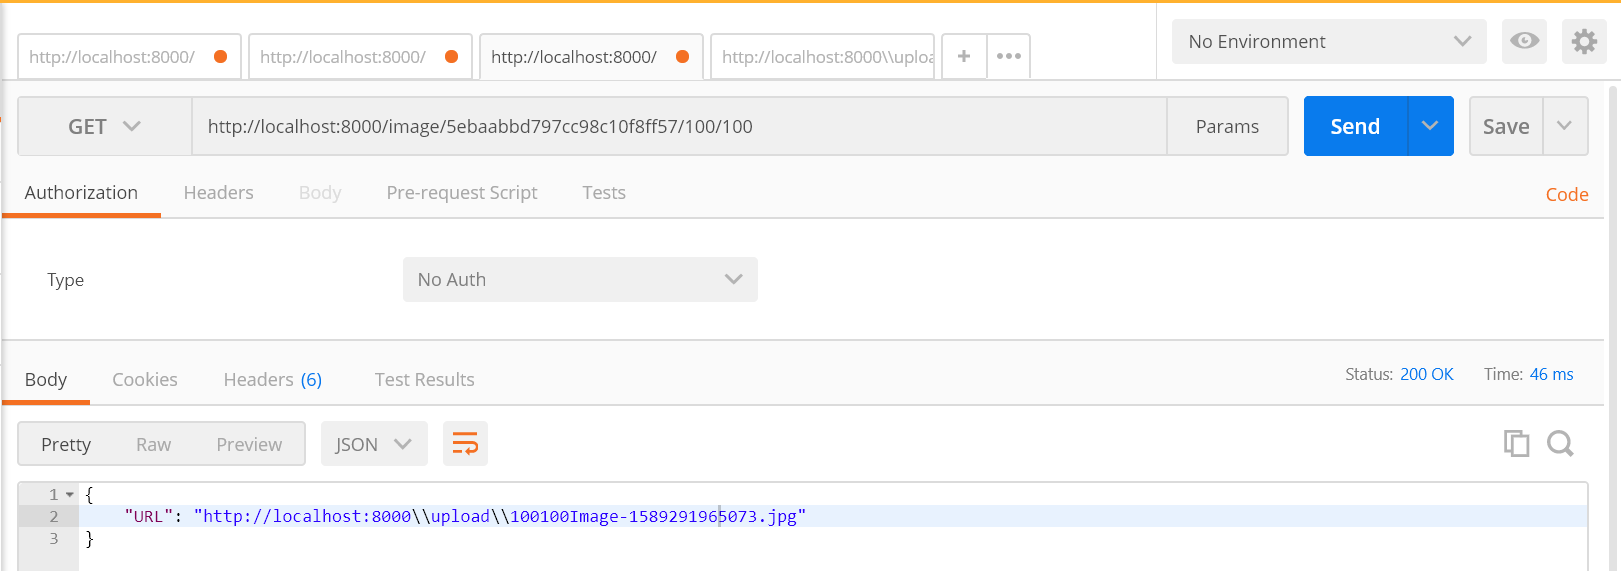 http://localhost:8000/ http://localhost:8000/ http://localhost:8000/ http://localhost:8000\\uploa + ••• No Environment
GET http://localhost:8000/image/5ebaabbd797cc98c10f8ff57/100/100 Params Send Save
Authorization Headers Body Pre-request Script Tests Code
Type No Auth
Body Cookies Headers (6) Test Results Status: 200 OK Time: 46 ms
Pretty Raw Preview JSON
1 {
2 "URL": "http://localhost:8000\\upload\\100100Image-1589291965073.jpg"
3 }